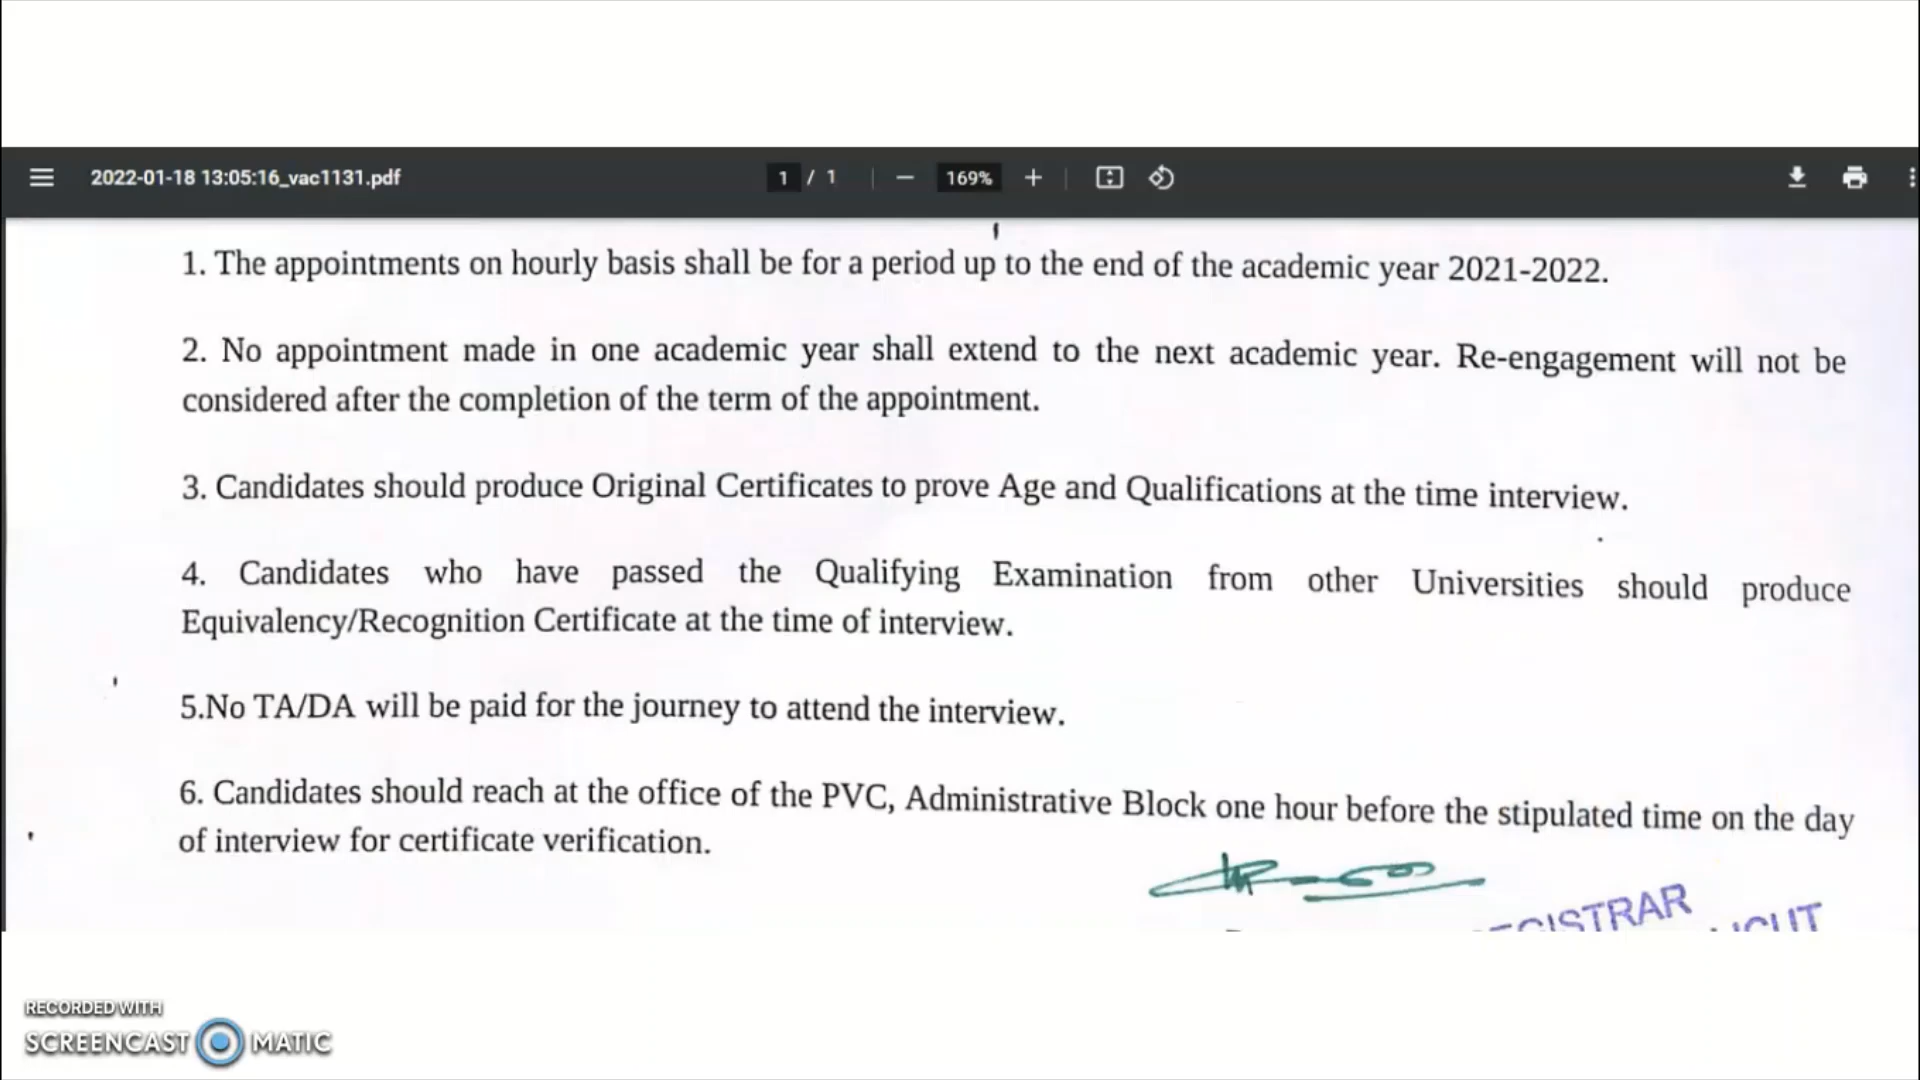 2022-01-18 13:05:16_vac1131.pdf
1 / 1
169%
1. The appointments on hourly basis shall be for a period up to the end of the academic year 2021-2022.
2. No appointment made in one academic year shall extend to the next academic year. Re-engagement will not be
considered after the completion of the term of the appointment.
3. Candidates should produce Original Certificates to prove Age and Qualifications at the time interview.
4. Candidates who have passed the Qualifying Examination from other Universities should produce
Equivalency/Recognition Certificate at the time of interview.
5.No TA/DA will be paid for the journey to attend the interview.
6. Candidates should reach at the office of the PVC, Administrative Block one hour before the stipulated time on the day
of interview for certificate verification.
RECORDED WITH
SCREENCAST MATIC